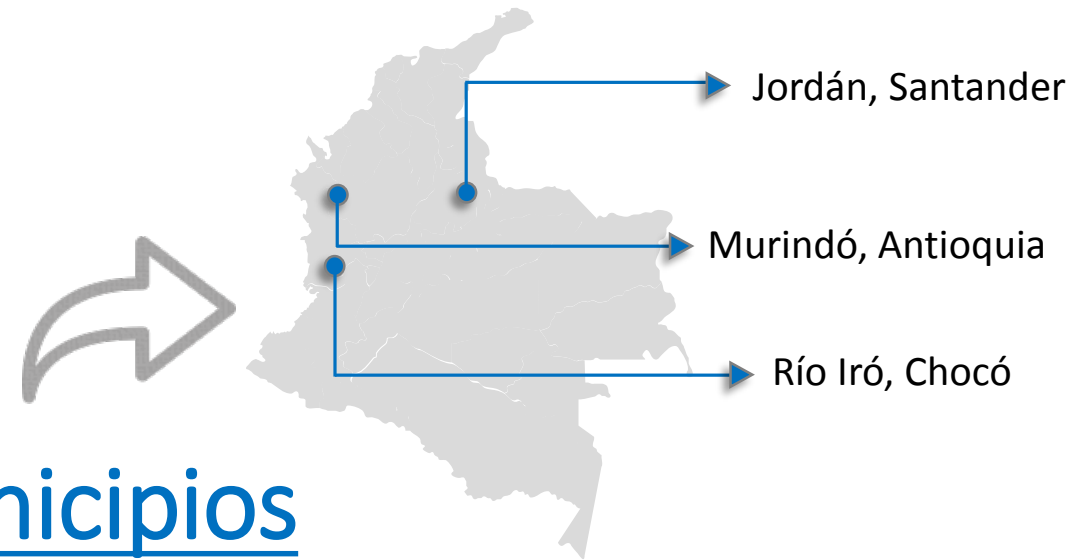 Jordán, Santander
Murindó, Antioquia
Río Iró, Chocó
nicipios